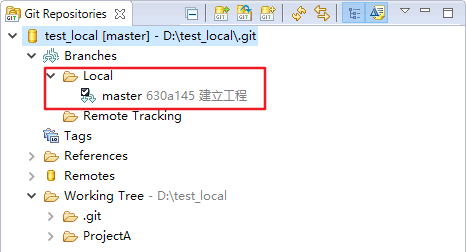 Git Repositories
test_local [master] - D:\test_local\.git
Branches
Local
master 630a145 建立工程
Remote Tracking
Tags
References
Remotes
Working Tree - D:\test_local
.git
ProjectA